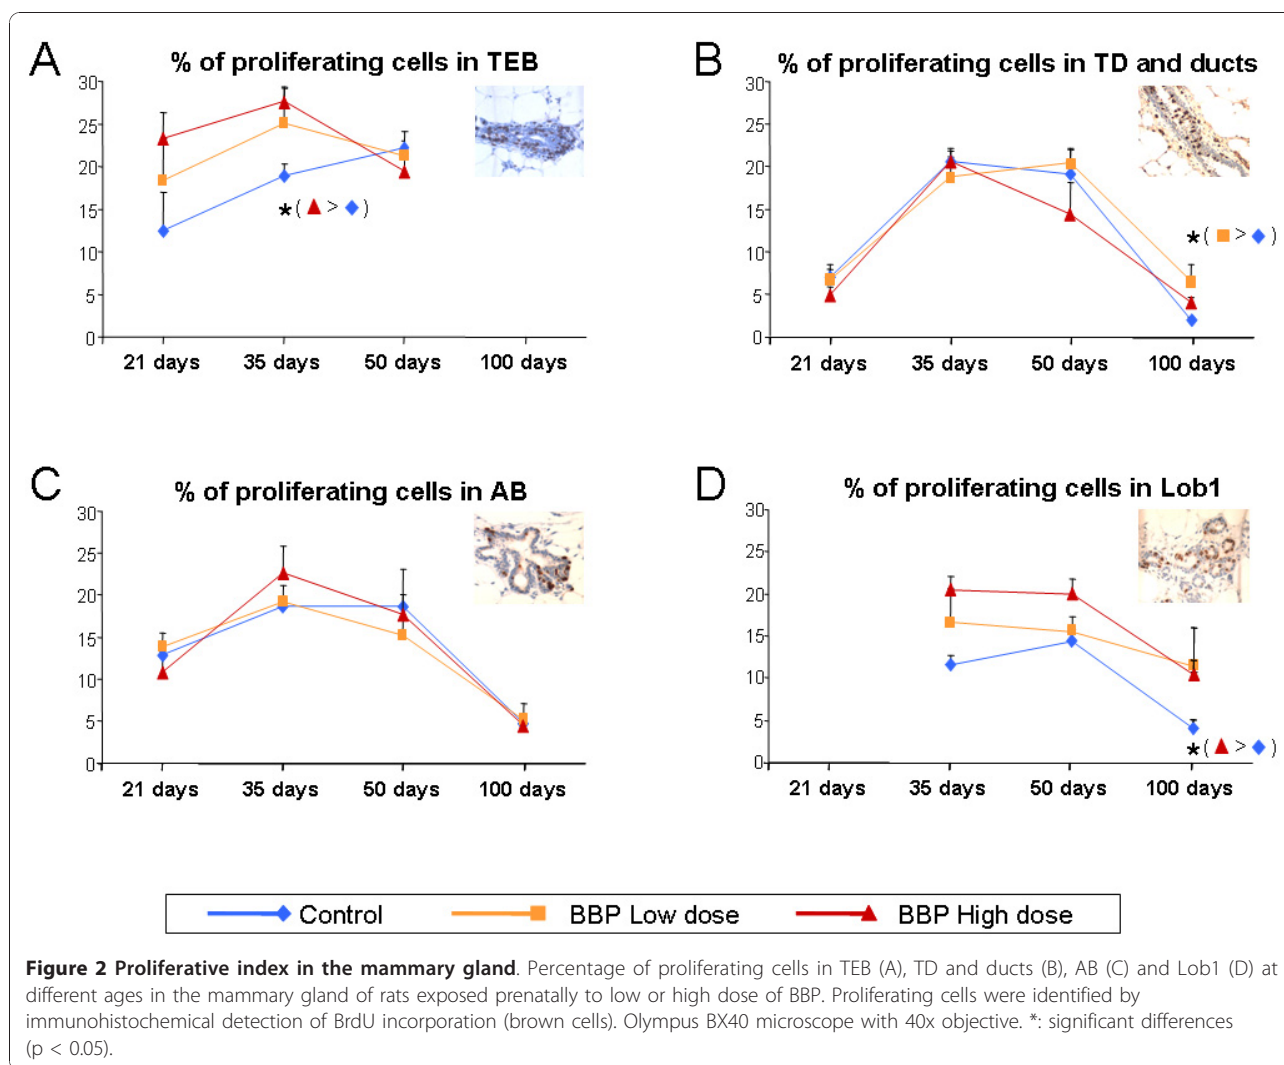 A
% of proliferating cells in TEB
30
25
20
15
10
5
0
* ( ▲ > ◆ )
21 days 35 days 50 days 100 days
B
% of proliferating cells in TD and ducts
30
25
20
15
10
5
0
* ( ■ > ◆ )
21 days 35 days 50 days 100 days
C
% of proliferating cells in AB
30
25
20
15
10
5
0
21 days 35 days 50 days 100 days
D
% of proliferating cells in Lob1
30
25
20
15
10
5
0
* ( ▲ > ◆ )
21 days 35 days 50 days 100 days
Control BBP Low dose BBP High dose
Figure 2 Proliferative index in the mammary gland. Percentage of proliferating cells in TEB (A), TD and ducts (B), AB (C) and Lob1 (D) at
different ages in the mammary gland of rats exposed prenatally to low or high dose of BBP. Proliferating cells were identified by
immunohistochemical detection of BrdU incorporation (brown cells). Olympus BX40 microscope with 40x objective. *: significant differences
(p < 0.05).